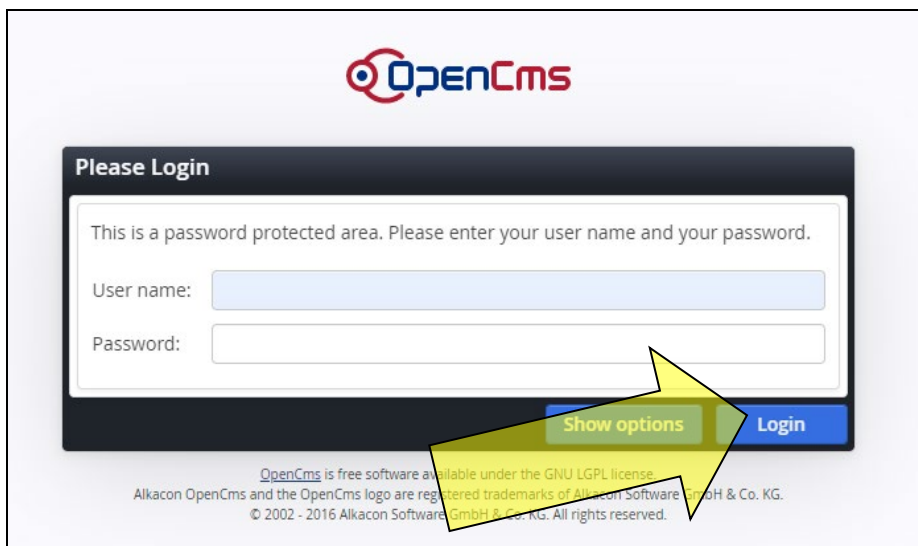 OpenCms
Please Login
This is a password protected area. Please enter your user name and your password.
User name:
Password:
Show options
Login
OpenCms is free software available under the GNU LGPL license.
Alkacon OpenCms and the OpenCms logo are registered trademarks of Alkacon Software GmbH & Co. KG.
© 2002 - 2016 Alkacon Software GmbH & Co. KG. All rights reserved.